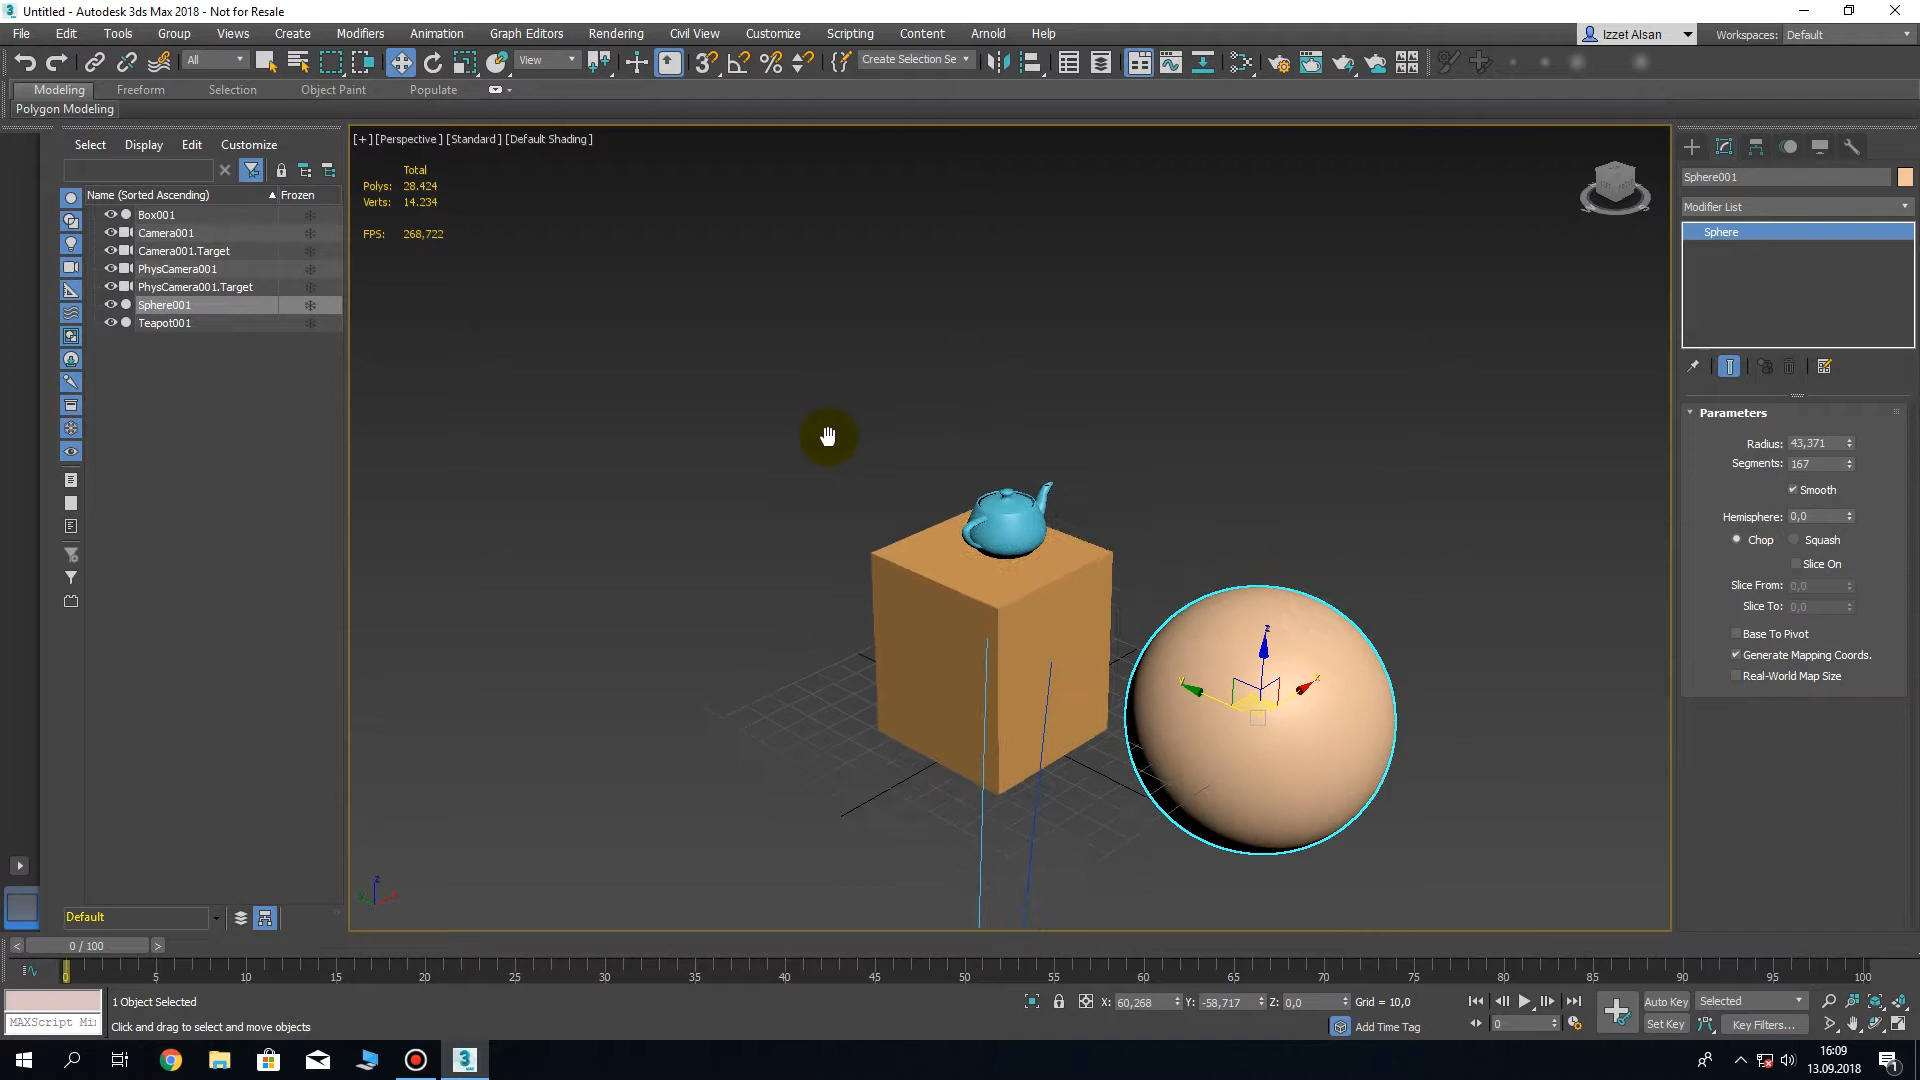 Untitled - Autodesk 3ds Max 2018 - Not for Resale
File Edit Tools Group Views Create Modifiers Animation Graph Editors Rendering Civil View Customize Scripting Content Arnold Help Izzet Alsan Workspaces: Default
All View Create Selection Se
Modeling Freeform Selection Object Paint Populate
Polygon Modeling
Select Display Edit Customize
Name (Sorted Ascending) Frozen
Box001
Camera001
Camera001.Target
PhysCamera001
PhysCamera001.Target
Sphere001
Teapot001
Default
[+] [Perspective] [Standard] [Default Shading]
Total
Polys: 28.424
Verts: 14.234
FPS: 268,722
z
y
x
z
Sphere001
Modifier List
Sphere
Parameters
Radius: 43,371
Segments: 167
Smooth
Hemisphere: 0,0
Chop Squash
Slice On
Slice From: 0,0
Slice To: 0,0
Base To Pivot
Generate Mapping Coords.
Real-World Map Size
< 0 / 100 >
0 5 10 15 20 25 30 35 40 45 50 55 60 65 70 75 80 85 90 95 100
1 Object Selected
X: 60,268 Y: -58,717 Z: 0,0 Grid = 10,0
Auto Key Selected
MAXScript Mi
Click and drag to select and move objects
Add Time Tag
0
Set Key Key Filters...
16:09
13.09.2018
1